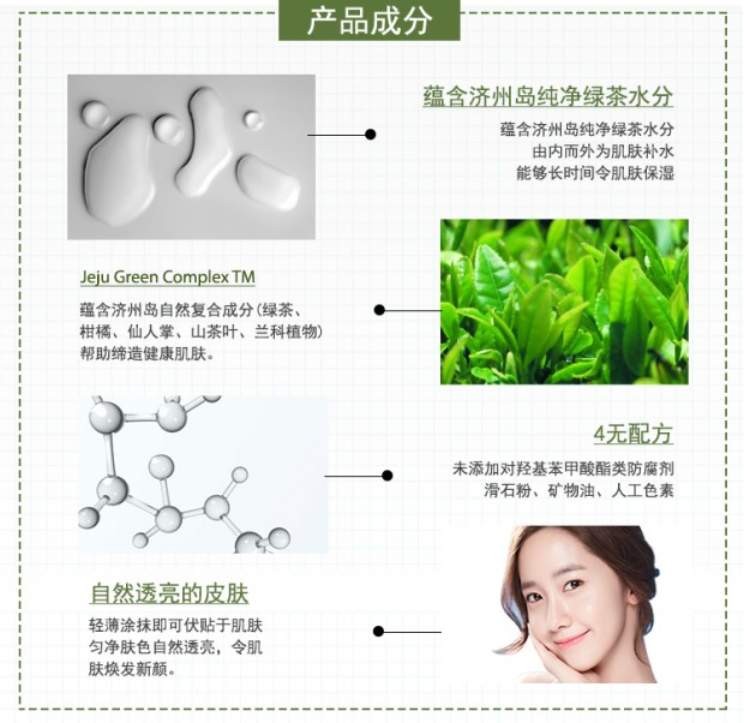 产品成分
蕴含济州岛纯净绿茶水分
蕴含济州岛纯净绿茶水分
由内而外为肌肤补水
能够长时间令肌肤保湿
Jeju Green Complex TM
蕴含济州岛自然复合成分(绿茶、
柑橘、仙人掌、山茶叶、兰科植物)
帮助缔造健康肌肤。
4无配方
未添加对羟基苯甲酸酯类防腐剂
滑石粉、矿物油、人工色素
自然透亮的皮肤
轻薄涂抹即可伏贴于肌肤
匀净肤色自然透亮，令肌
肤焕发新颜。